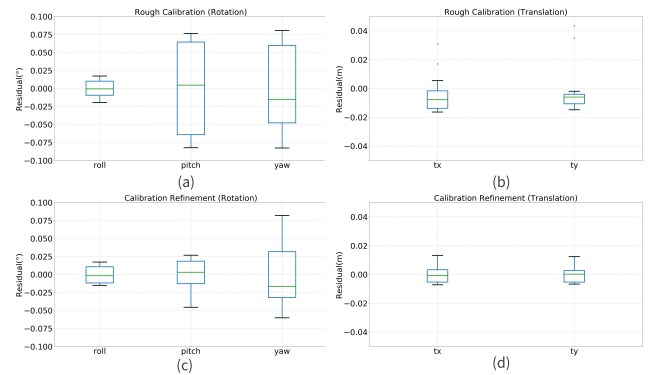 Rough Calibration (Rotation)
0.100
0.075
0.050
0.025
0.000
−0.025
−0.050
−0.075
−0.100
Residual(°)
roll pitch yaw
(a)
Rough Calibration (Translation)
0.04
0.02
0.00
−0.02
−0.04
Residual(m)
tx ty
(b)
Calibration Refinement (Rotation)
0.100
0.075
0.050
0.025
0.000
−0.025
−0.050
−0.075
−0.100
Residual(°)
roll pitch yaw
(c)
Calibration Refinement (Translation)
0.04
0.02
0.00
−0.02
−0.04
Residual(m)
tx ty
(d)